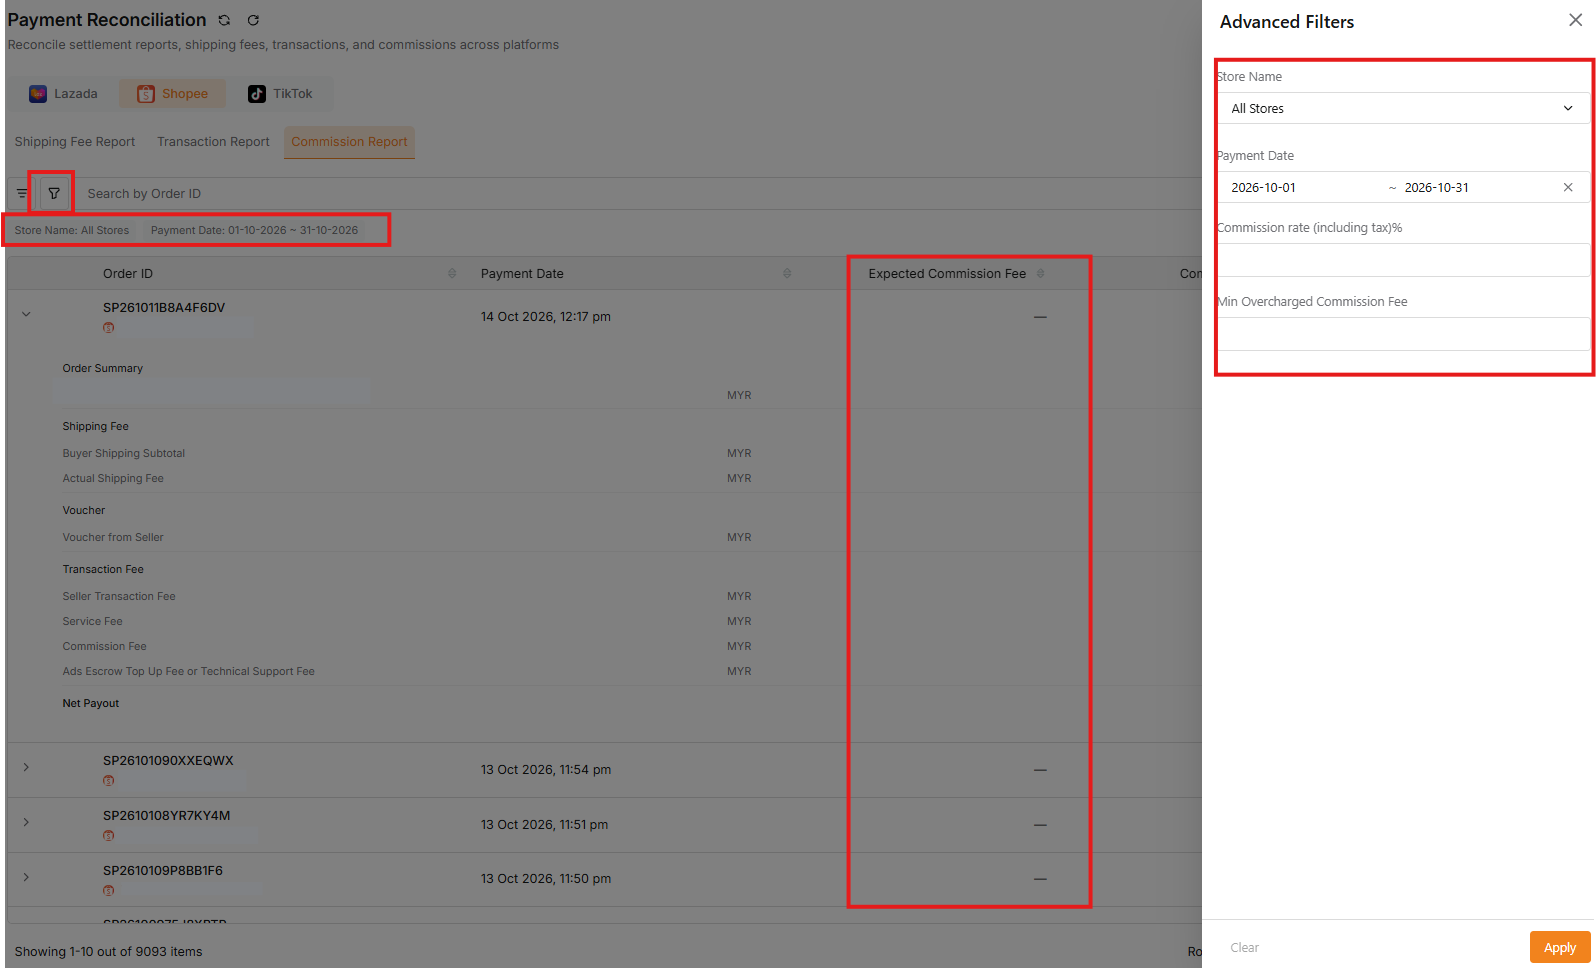 Payment Reconciliation
Reconcile settlement reports, shipping fees, transactions, and commissions across platforms
Lazada
Shopee
TikTok
Shipping Fee Report
Transaction Report
Commission Report
Search by Order ID
Store Name: All Stores
Payment Date: 01-10-2026 ~ 31-10-2026
Order ID
Payment Date
Expected Commission Fee
Con
SP261011B8A4F6DV
14 Oct 2026, 12:17 pm
—
Order Summary
MYR
Shipping Fee
Buyer Shipping Subtotal
MYR
Actual Shipping Fee
MYR
Voucher
Voucher from Seller
MYR
Transaction Fee
Seller Transaction Fee
MYR
Service Fee
MYR
Commission Fee
MYR
Ads Escrow Top Up Fee or Technical Support Fee
MYR
Net Payout
SP26101090XXEQWX
13 Oct 2026, 11:54 pm
—
SP2610108YR7KY4M
13 Oct 2026, 11:51 pm
—
SP2610109P8BB1F6
13 Oct 2026, 11:50 pm
—
Showing 1-10 out of 9093 items
Ro
Advanced Filters
Store Name
All Stores
Payment Date
2026-10-01 ~ 2026-10-31
Commission rate (including tax)%
Min Overcharged Commission Fee
Clear
Apply